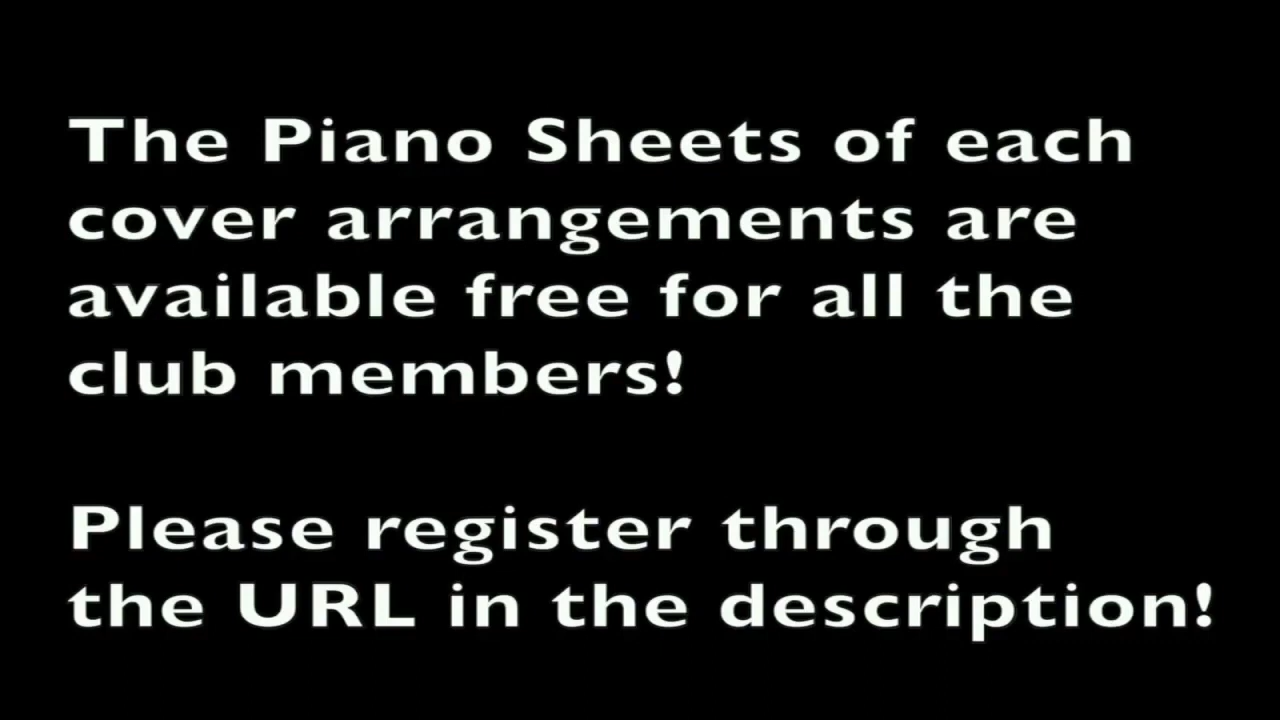 The Piano Sheets of each
cover arrangements are
available free for all the
club members!
Please register through
the URL in the description!